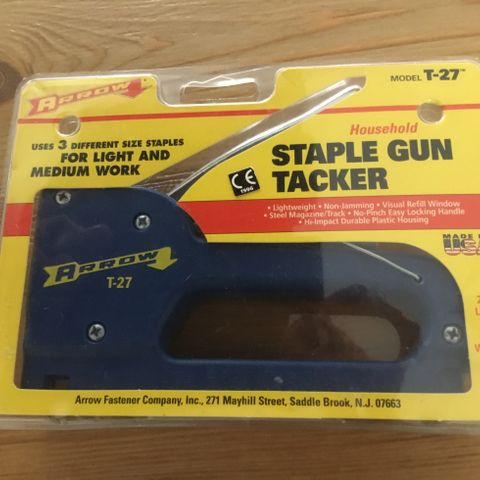 ARROW
MODEL T-27™
USES 3 DIFFERENT SIZE STAPLES
FOR LIGHT AND
MEDIUM WORK
Household
STAPLE GUN
TACKER
CE
1996
• Lightweight • Non-Jamming • Visual Refill Window
• Steel Magazine/Track • No-Pinch Easy Locking Handle
• Hi-Impact Durable Plastic Housing
MADE IN
USA
ARROW
T-27
Arrow Fastener Company, Inc., 271 Mayhill Street, Saddle Brook, N.J. 07663